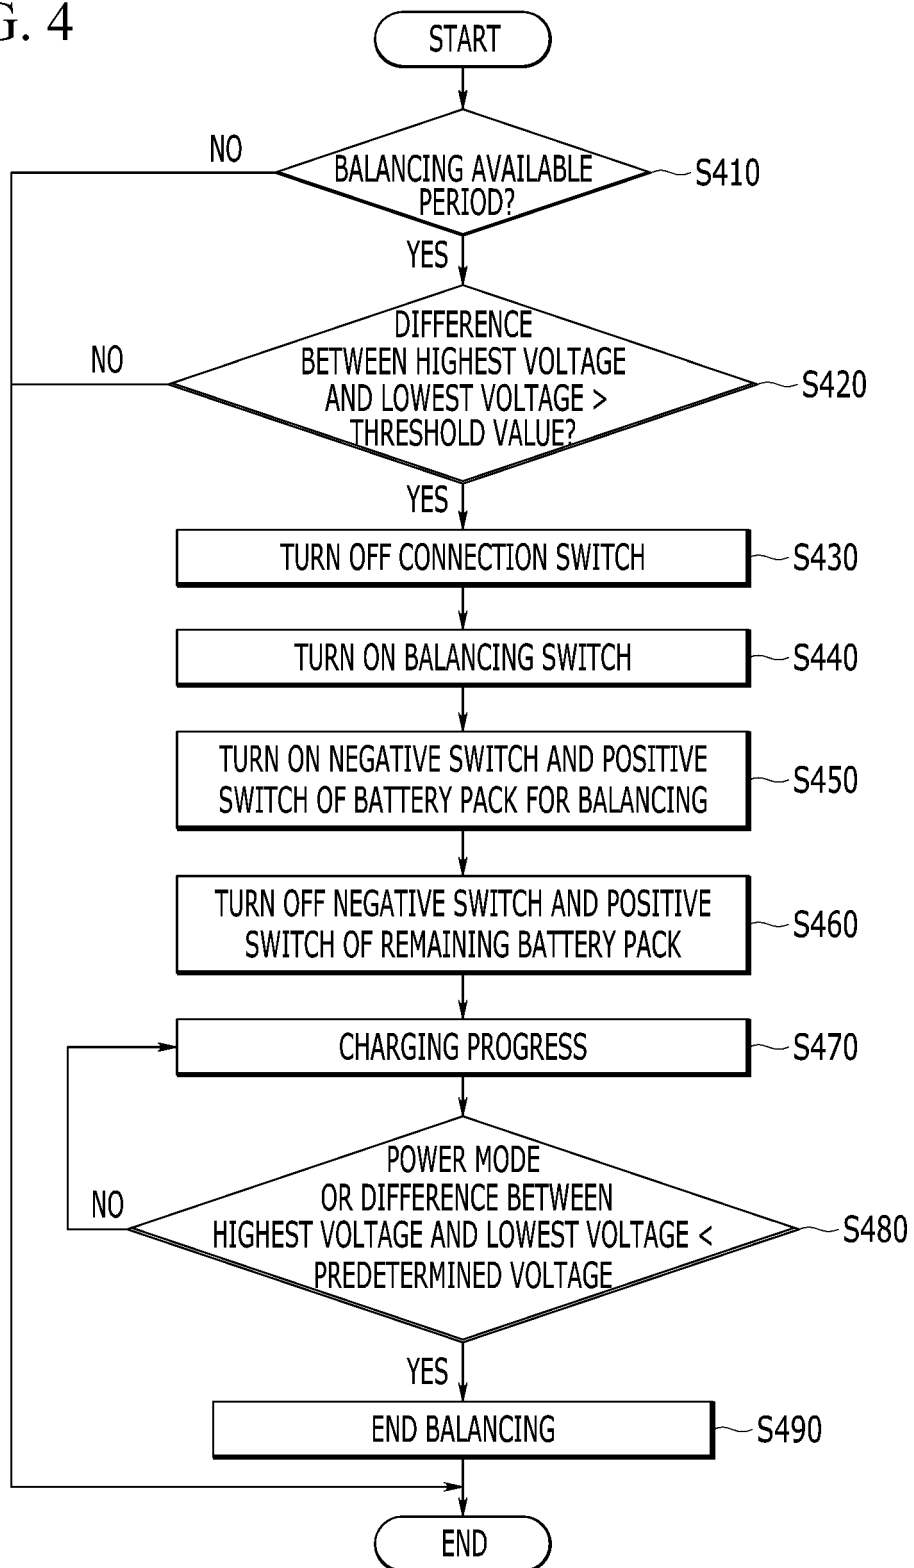 G. 4
START
NO
BALANCING AVAILABLE
PERIOD?
S410
YES
DIFFERENCE
BETWEEN HIGHEST VOLTAGE
AND LOWEST VOLTAGE >
THRESHOLD VALUE?
NO
S420
YES
TURN OFF CONNECTION SWITCH
S430
TURN ON BALANCING SWITCH
S440
TURN ON NEGATIVE SWITCH AND POSITIVE
SWITCH OF BATTERY PACK FOR BALANCING
S450
TURN OFF NEGATIVE SWITCH AND POSITIVE
SWITCH OF REMAINING BATTERY PACK
S460
CHARGING PROGRESS
S470
POWER MODE
OR DIFFERENCE BETWEEN
HIGHEST VOLTAGE AND LOWEST VOLTAGE <
PREDETERMINED VOLTAGE
NO
S480
YES
END BALANCING
S490
END